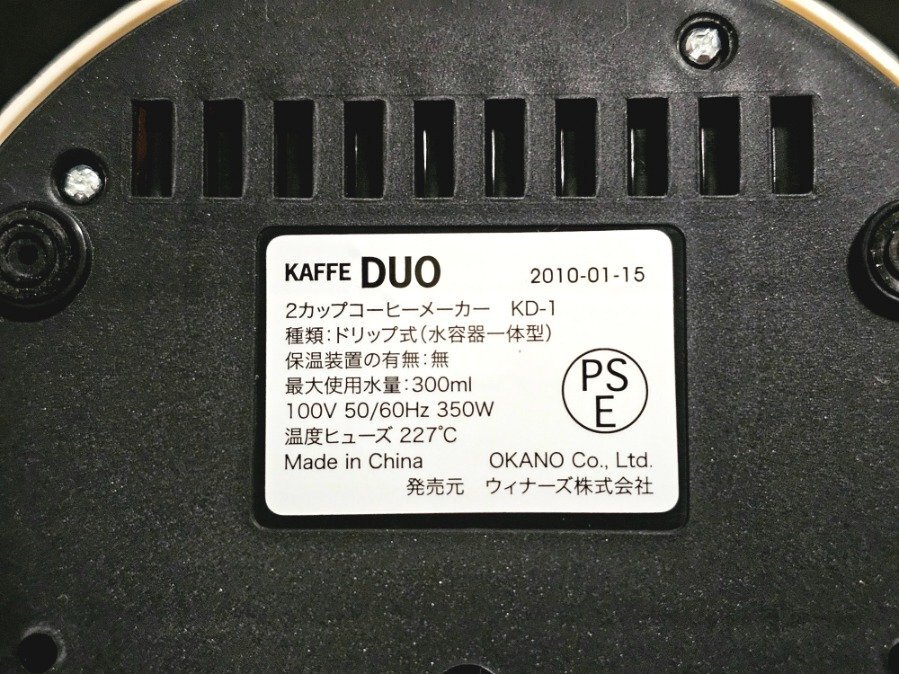 KAFFE DUO 2010-01-15
2カップコーヒーメーカー KD-1
種類:ドリップ式(水容器一体型)
保温装置の有無:無
最大使用水量:300ml
100V 50/60Hz 350W
温度ヒューズ 227℃
PS
E
Made in China OKANO Co., Ltd.
発売元 ウィナーズ株式会社